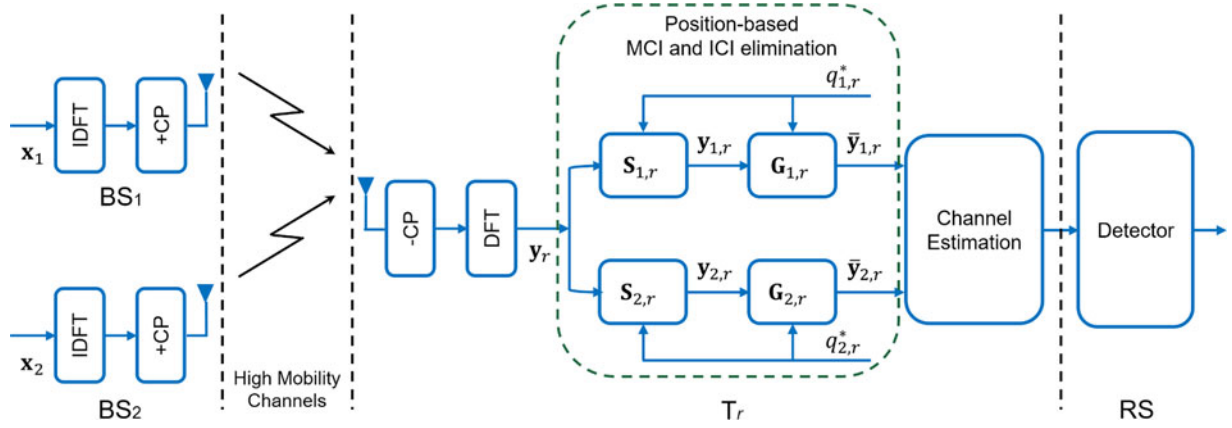 Position-based
MCI and ICI elimination
q*₁,ᵣ
IDFT
+CP
𝐱₁
BS₁
𝐒₁,ᵣ
𝐲₁,ᵣ
𝐆₁,ᵣ
ȳ₁,ᵣ
-CP
DFT
𝐲ᵣ
Channel
Estimation
Detector
𝐒₂,ᵣ
𝐲₂,ᵣ
𝐆₂,ᵣ
ȳ₂,ᵣ
q*₂,ᵣ
IDFT
+CP
𝐱₂
BS₂
High Mobility
Channels
Tᵣ
RS